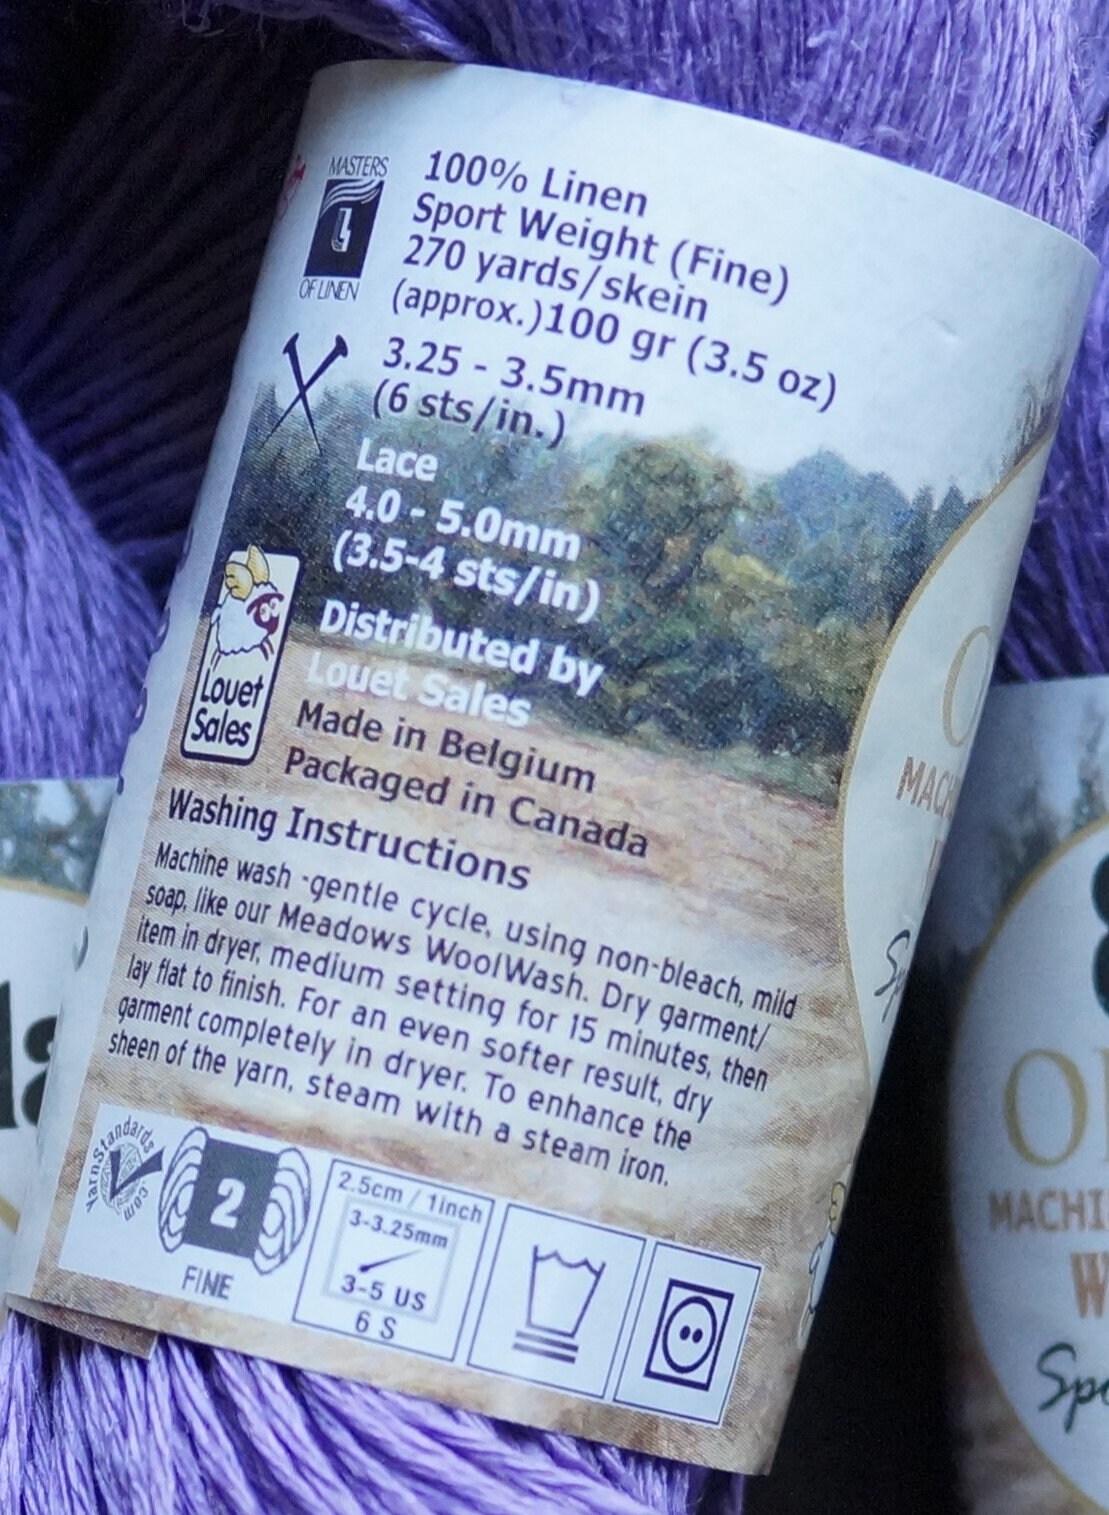 MASTERS
OF LINEN
100% Linen
Sport Weight (Fine)
270 yards/skein
(approx.)100 gr (3.5 oz)
3.25 - 3.5mm
(6 sts/in.)
Lace
4.0 - 5.0mm
(3.5-4 sts/in)
Distributed by
Louet Sales
Made in Belgium
Packaged in Canada
Louet
Sales
Washing Instructions
Machine wash -gentle cycle, using non-bleach, mild
soap, like our Meadows WoolWash. Dry garment/
item in dryer, medium setting for 15 minutes, then
lay flat to finish. For an even softer result, dry
garment completely in dryer. To enhance the
sheen of the yarn, steam with a steam iron.
YarnStandards
.com
2
FINE
2.5cm / 1inch
3-3.25mm
3-5 US
6 S